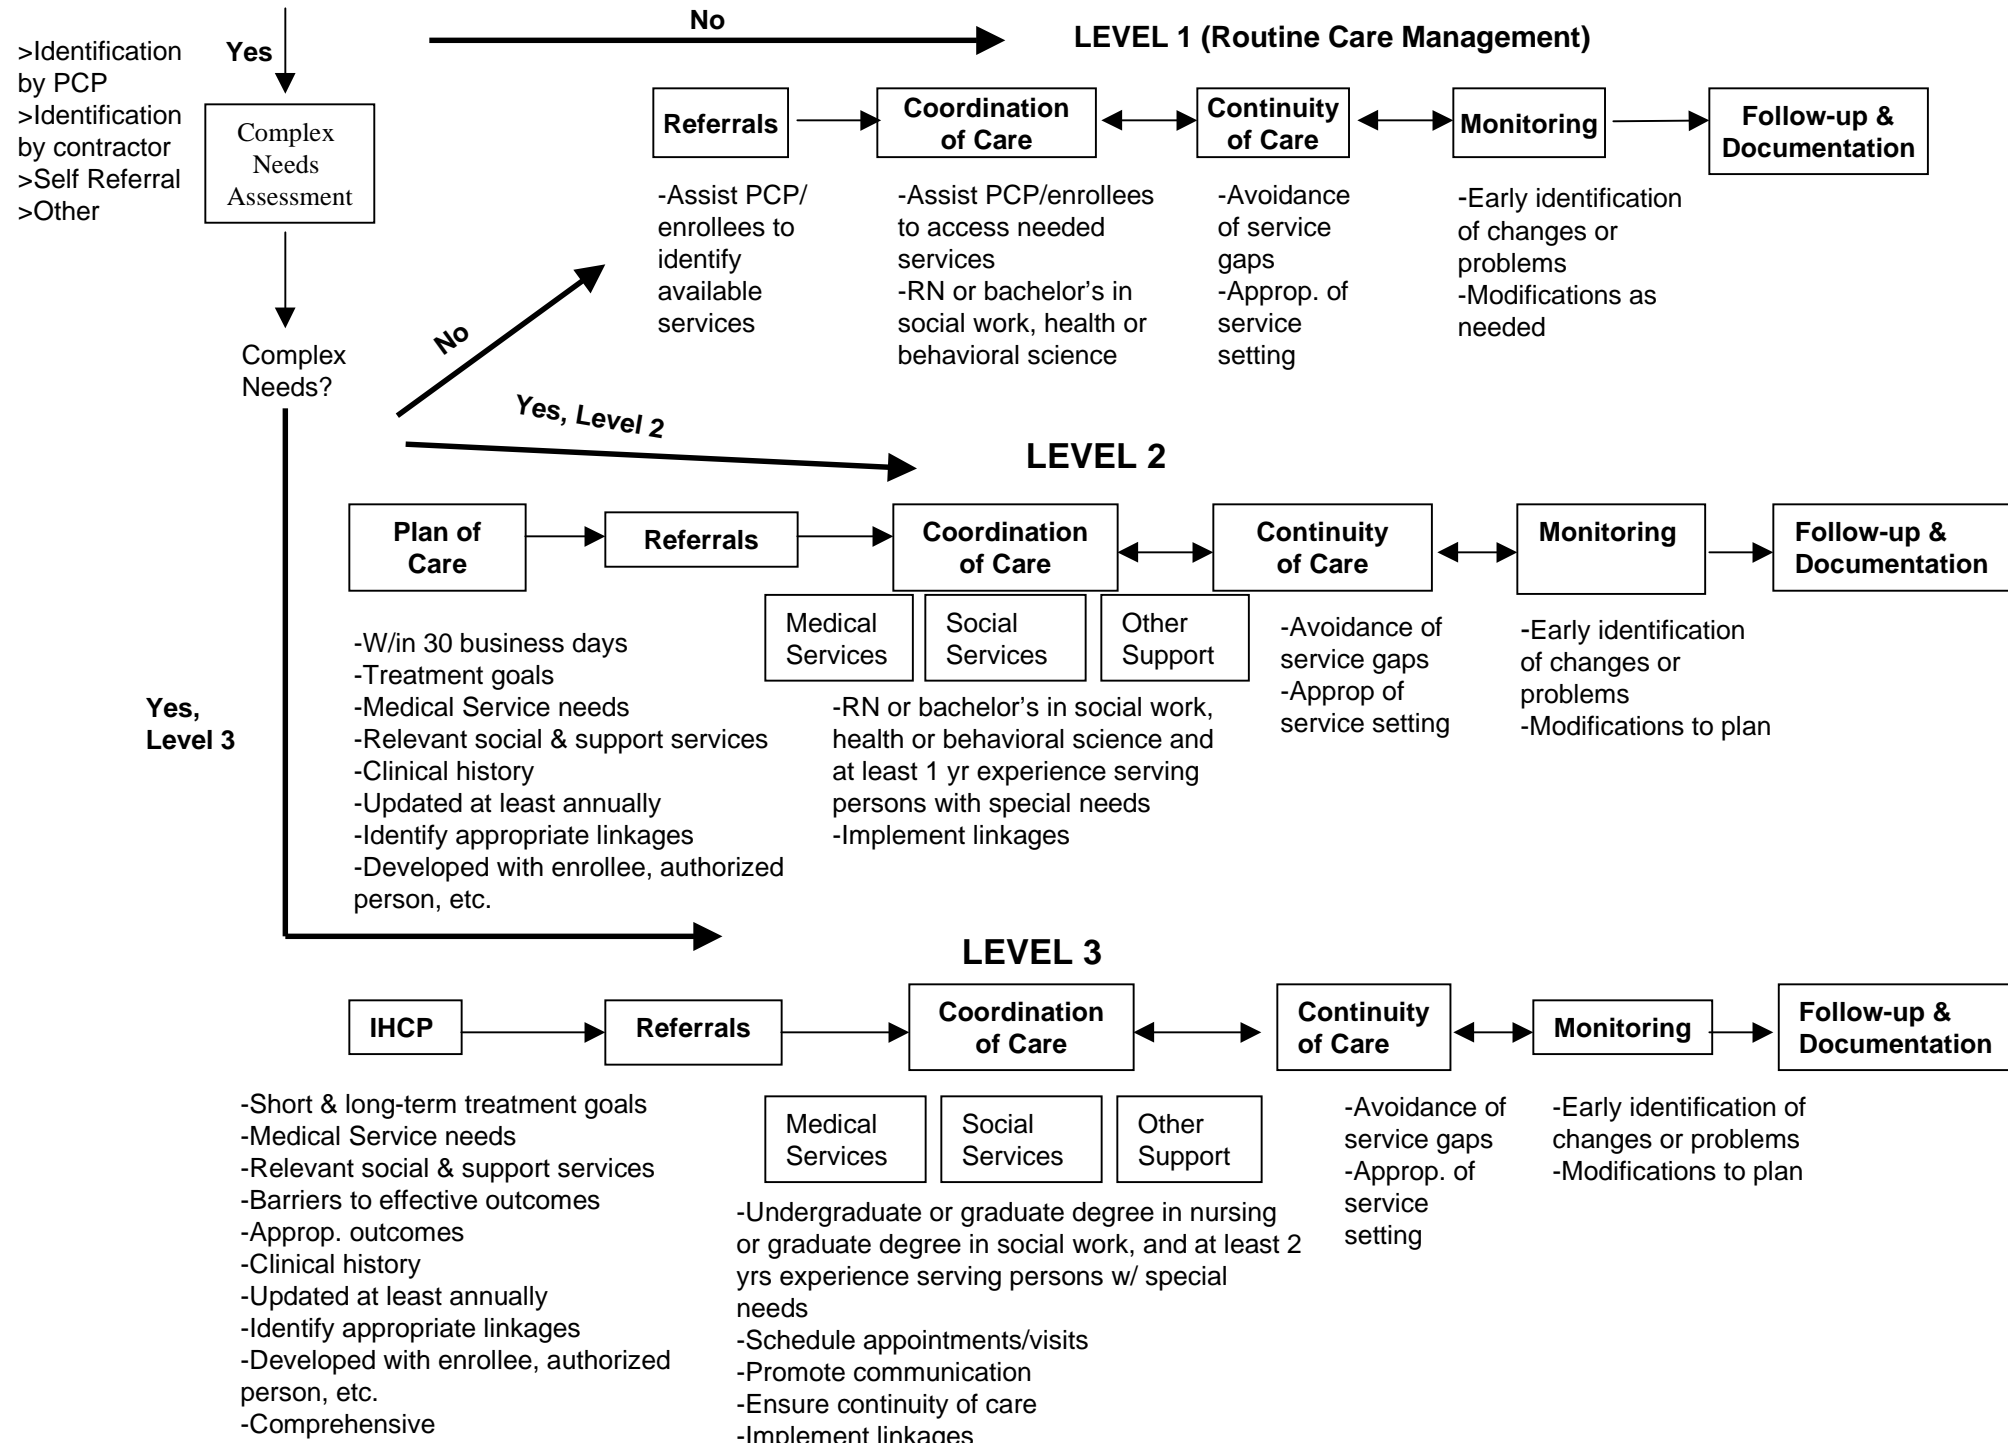 >Identification
by PCP
>Identification
by contractor
>Self Referral
>Other
Yes
No
Complex
Needs
Assessment
Complex
Needs?
No
Yes, Level 2
Yes,
Level 3
LEVEL 1 (Routine Care Management)
Referrals
-Assist PCP/
enrollees to
identify
available
services
Coordination
of Care
-Assist PCP/enrollees
to access needed
services
-RN or bachelor’s in
social work, health or
behavioral science
Continuity
of Care
-Avoidance
of service
gaps
-Approp. of
service
setting
Monitoring
-Early identification
of changes or
problems
-Modifications as
needed
Follow-up &
Documentation
LEVEL 2
Plan of
Care
-W/in 30 business days
-Treatment goals
-Medical Service needs
-Relevant social & support services
-Clinical history
-Updated at least annually
-Identify appropriate linkages
-Developed with enrollee, authorized
person, etc.
Referrals
Coordination
of Care
Medical
Services
Social
Services
Other
Support
-RN or bachelor’s in social work,
health or behavioral science and
at least 1 yr experience serving
persons with special needs
-Implement linkages
Continuity
of Care
-Avoidance of
service gaps
-Approp of
service setting
Monitoring
-Early identification
of changes or
problems
-Modifications to plan
Follow-up &
Documentation
LEVEL 3
IHCP
-Short & long-term treatment goals
-Medical Service needs
-Relevant social & support services
-Barriers to effective outcomes
-Approp. outcomes
-Clinical history
-Updated at least annually
-Identify appropriate linkages
-Developed with enrollee, authorized
person, etc.
-Comprehensive
Referrals
Coordination
of Care
Medical
Services
Social
Services
Other
Support
-Undergraduate or graduate degree in nursing
or graduate degree in social work, and at least 2
yrs experience serving persons w/ special
needs
-Schedule appointments/visits
-Promote communication
-Ensure continuity of care
-Implement linkages
Continuity
of Care
-Avoidance of
service gaps
-Approp. of
service
setting
Monitoring
-Early identification of
changes or problems
-Modifications to plan
Follow-up &
Documentation